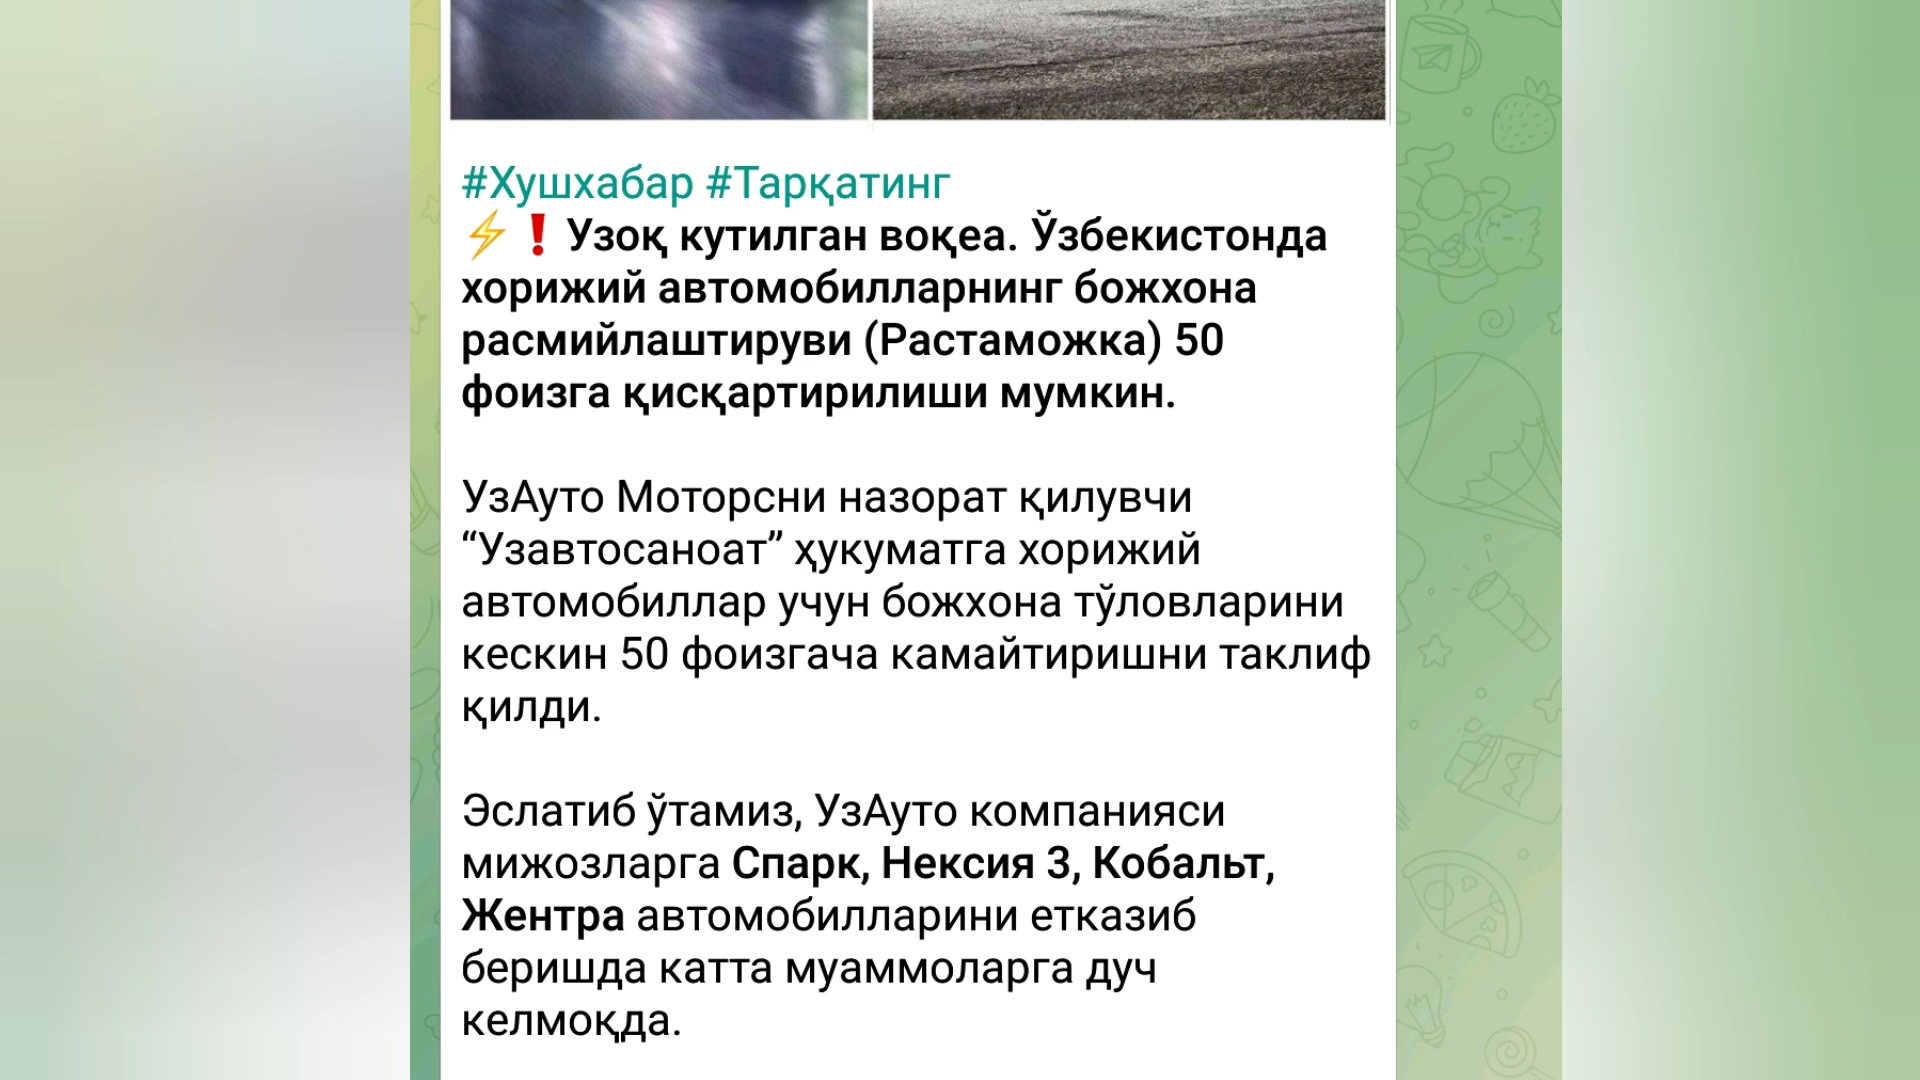 #Хушхабар #Тарқатинг
⚡❗Узоқ кутилган воқеа. Ўзбекистонда
хорижий автомобилларнинг божхона
расмийлаштируви (Растаможка) 50
фоизга қисқартирилиши мумкин.
УзАуто Моторсни назорат қилувчи
“Узавтосаноат” ҳукуматга хорижий
автомобиллар учун божхона тўловларини
кескин 50 фоизгача камайтиришни таклиф
қилди.
Эслатиб ўтамиз, УзАуто компанияси
мижозларга Спарк, Нексия 3, Кобальт,
Жентра автомобилларини етказиб
беришда катта муаммоларга дуч
келмоқда.